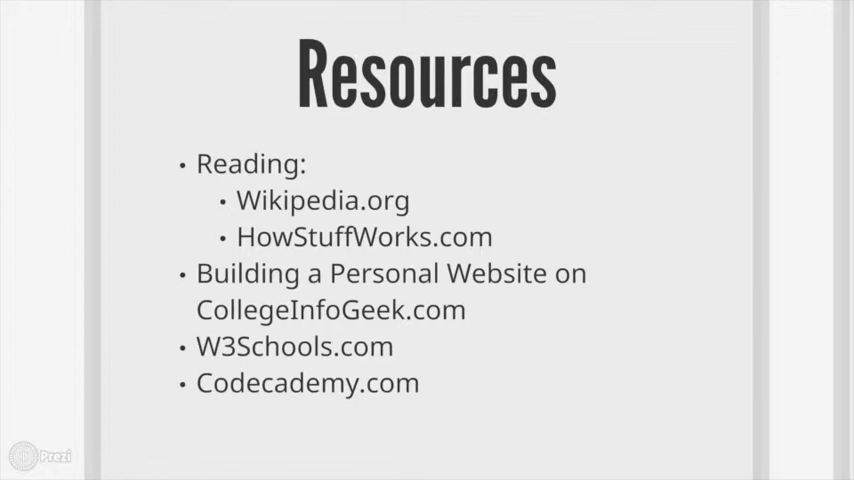 Resources
• Reading:
• Wikipedia.org
• HowStuffWorks.com
• Building a Personal Website on
CollegeInfoGeek.com
• W3Schools.com
• Codecademy.com
Prezi